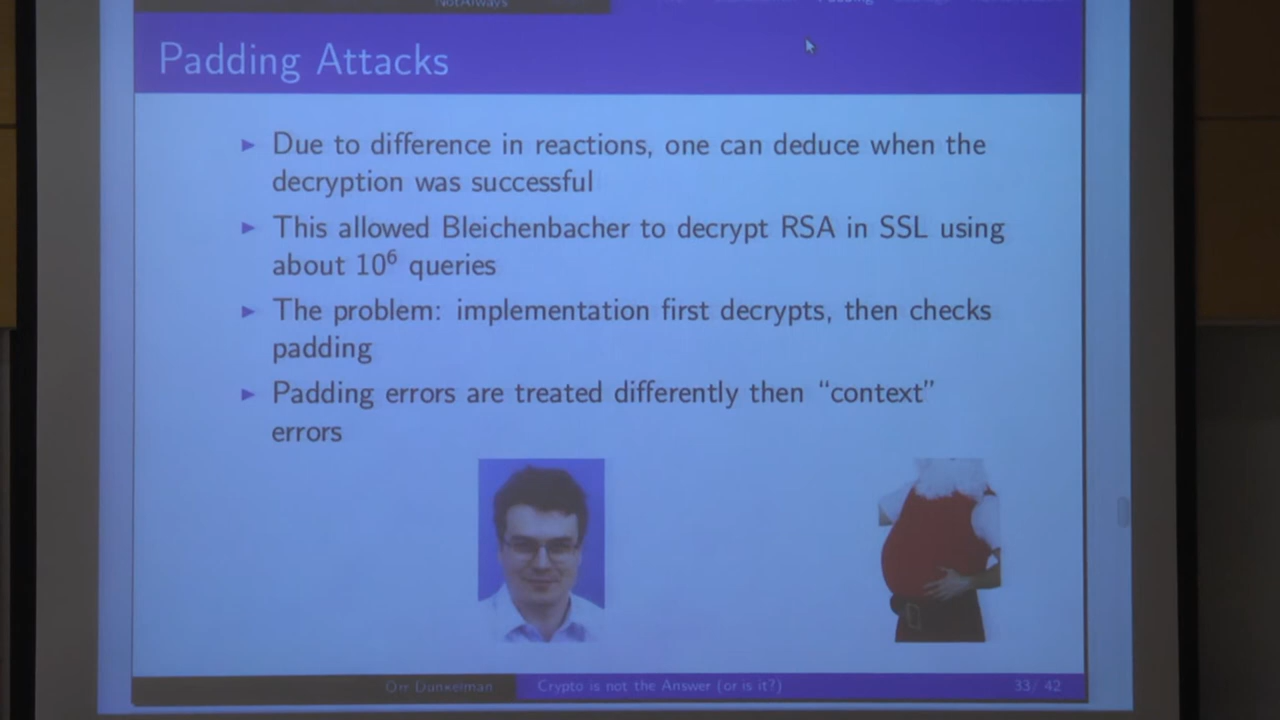 NotAlways
Padding Attacks
Due to difference in reactions, one can deduce when the
decryption was successful
This allowed Bleichenbacher to decrypt RSA in SSL using
about 10⁶ queries
The problem: implementation first decrypts, then checks
padding
Padding errors are treated differently then “context”
errors
Orr Dunkelman
Crypto is not the Answer (or is it?)
33/ 42